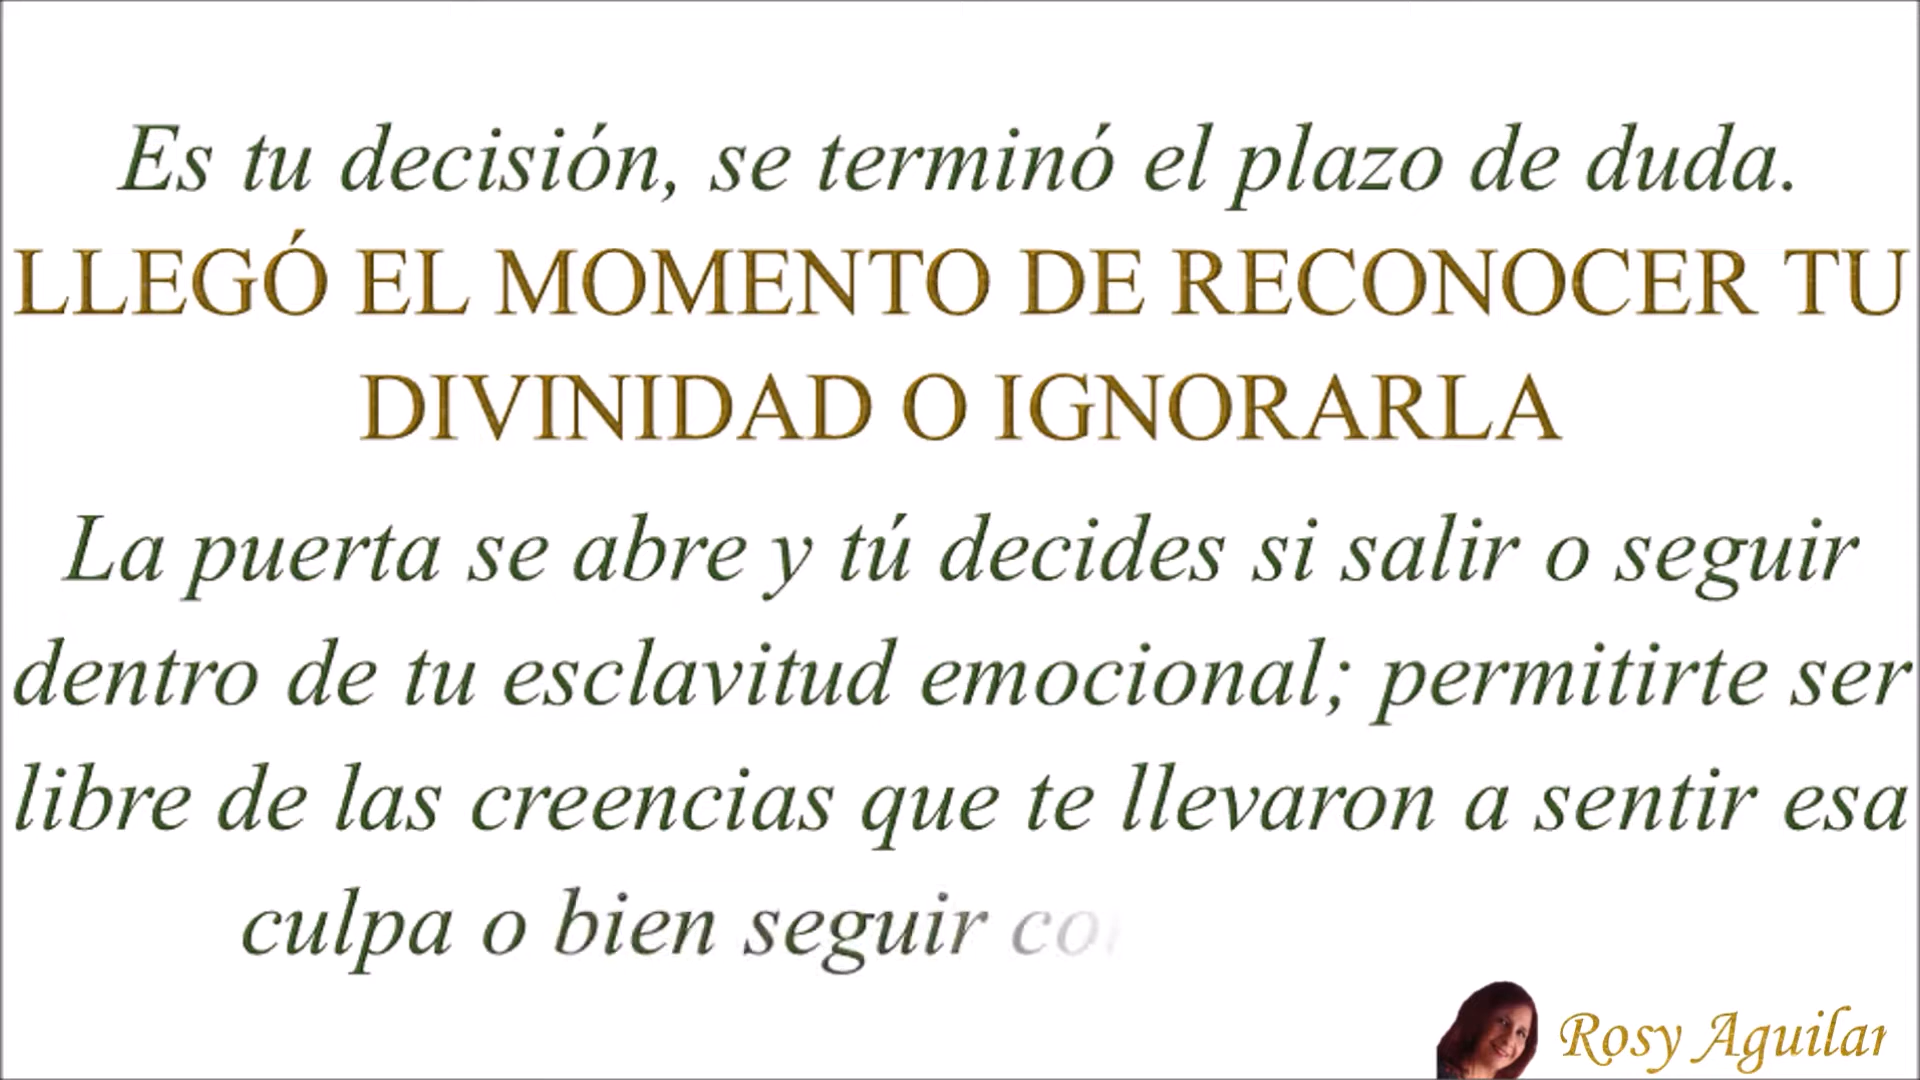 Es tu decisión, se terminó el plazo de duda.
LLEGÓ EL MOMENTO DE RECONOCER TU
DIVINIDAD O IGNORARLA
La puerta se abre y tú decides si salir o seguir
dentro de tu esclavitud emocional; permitirte ser
libre de las creencias que te llevaron a sentir esa
culpa o bien seguir
Rosy Aguilar